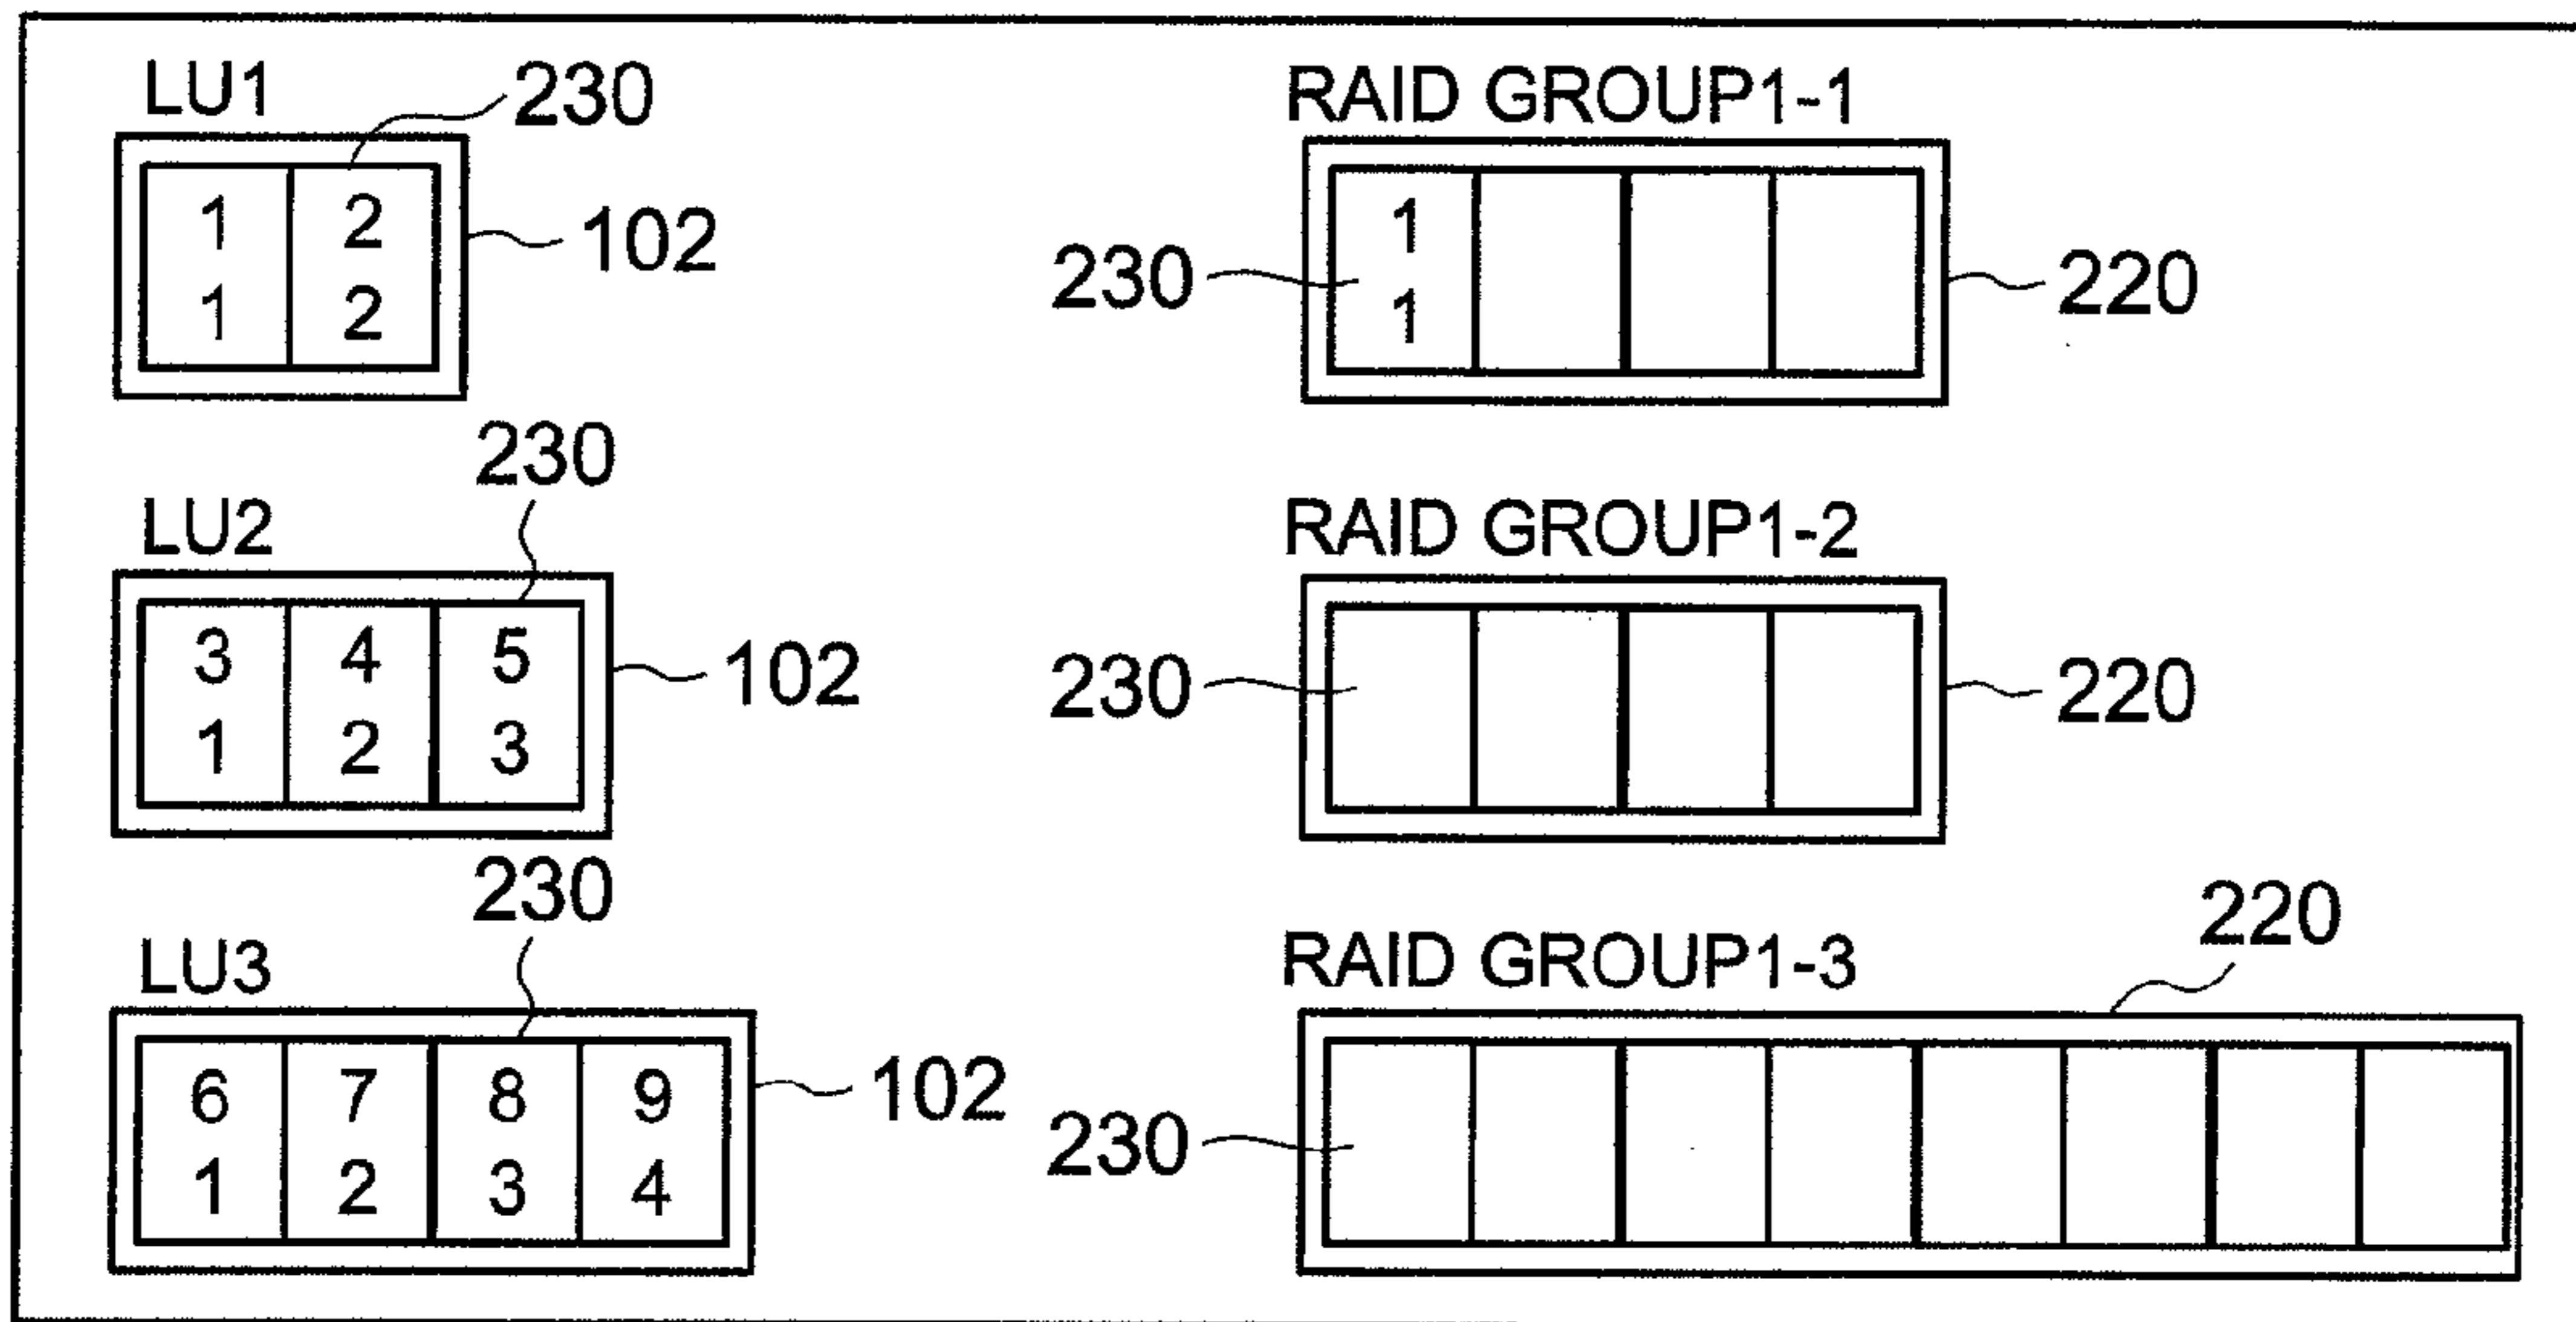 LU1
230
1 2
1 2
102
RAID GROUP1-1
230
1
1
220
LU2
230
3 4 5
1 2 3
102
RAID GROUP1-2
230
220
LU3
230
6 7 8 9
1 2 3 4
102
RAID GROUP1-3
220
230